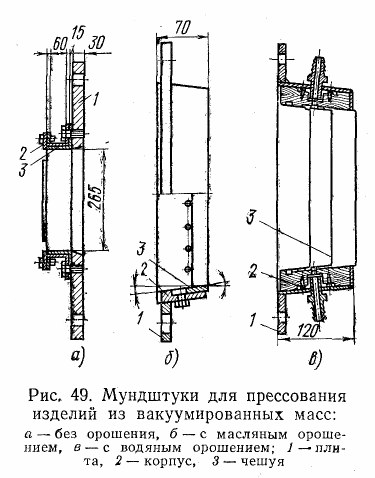 15
60
30
70
1
2
3
265
3
2
1
3
2
1
120
а)
б)
в)
Рис. 49. Мундштуки для прессования
изделий из вакуумированных масс:
а — без орошения, б — с масляным ороше-
нием, в — с водяным орошением; 1 — пли-
та, 2 — корпус, 3 — чешуя